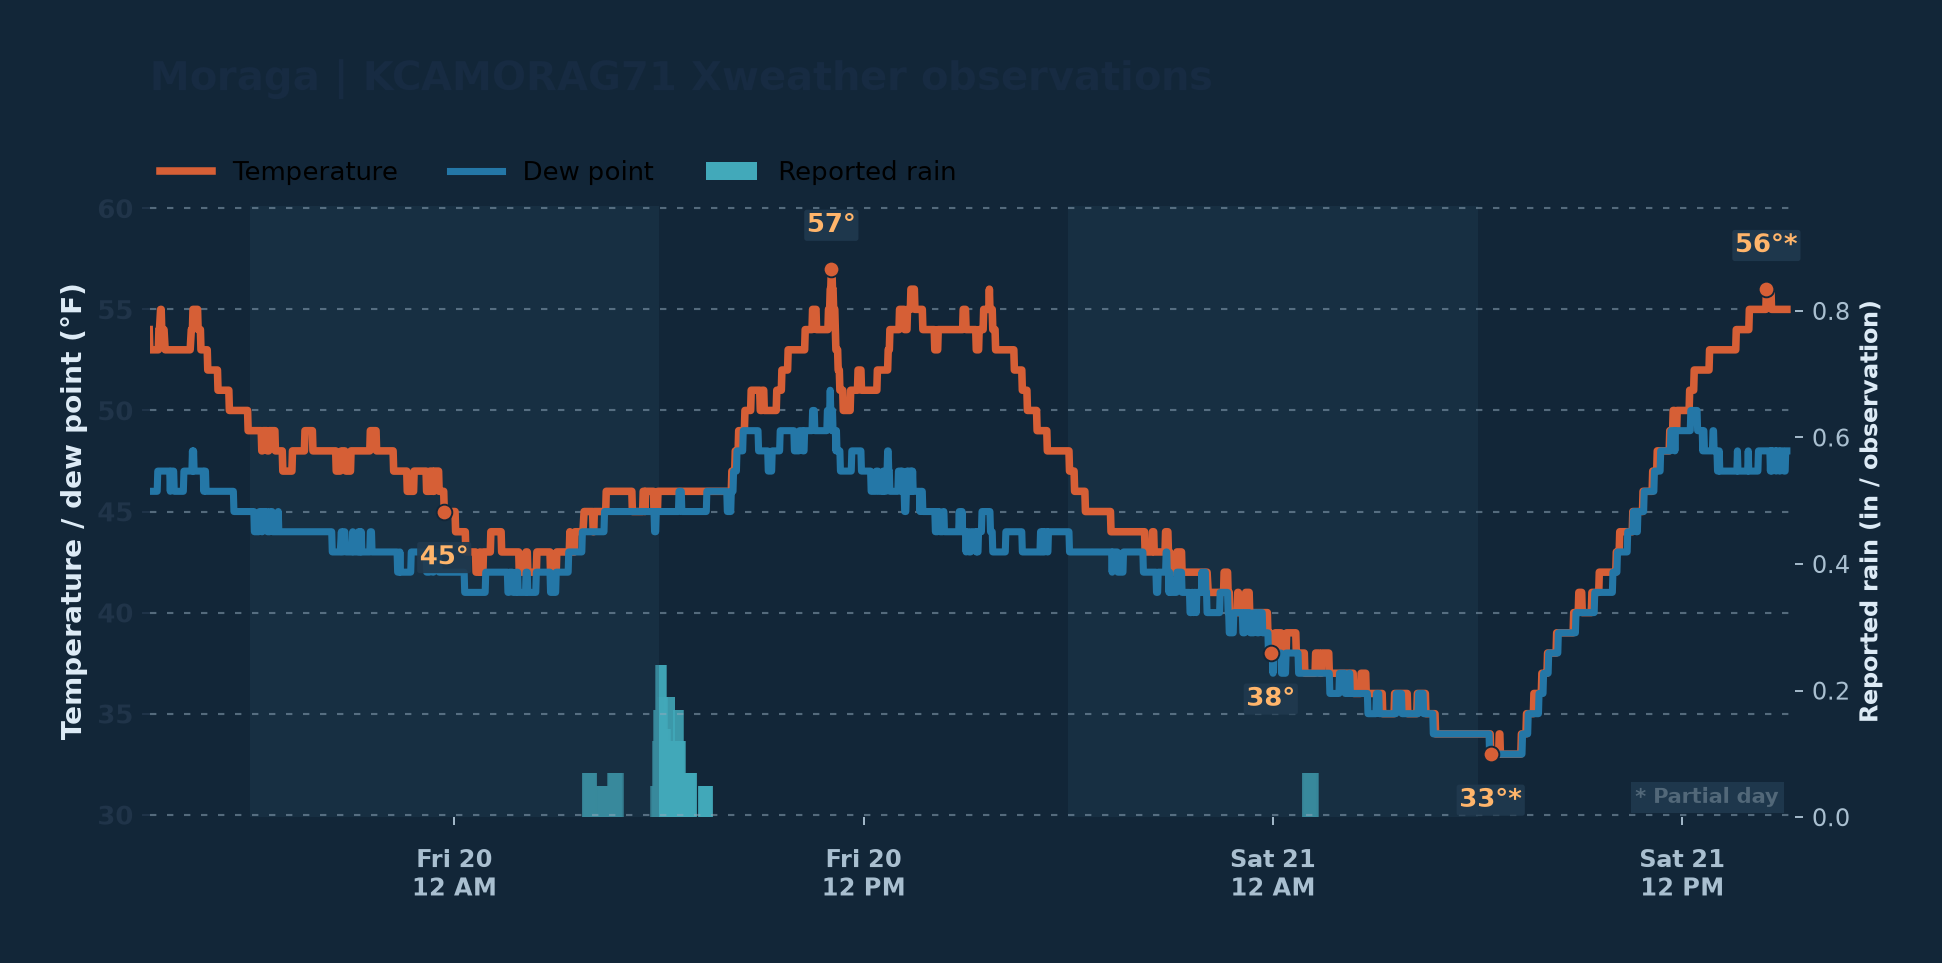 Moraga | KCAMORAG71 Xweather observations
Temperature
Dew point
Reported rain
Temperature / dew point (°F)
60
55
50
45
40
35
30
57°
56°*
45°
38°
33°*
* Partial day
0.8
0.6
0.4
0.2
0.0
Reported rain (in / observation)
Fri 20
12 AM
Fri 20
12 PM
Sat 21
12 AM
Sat 21
12 PM